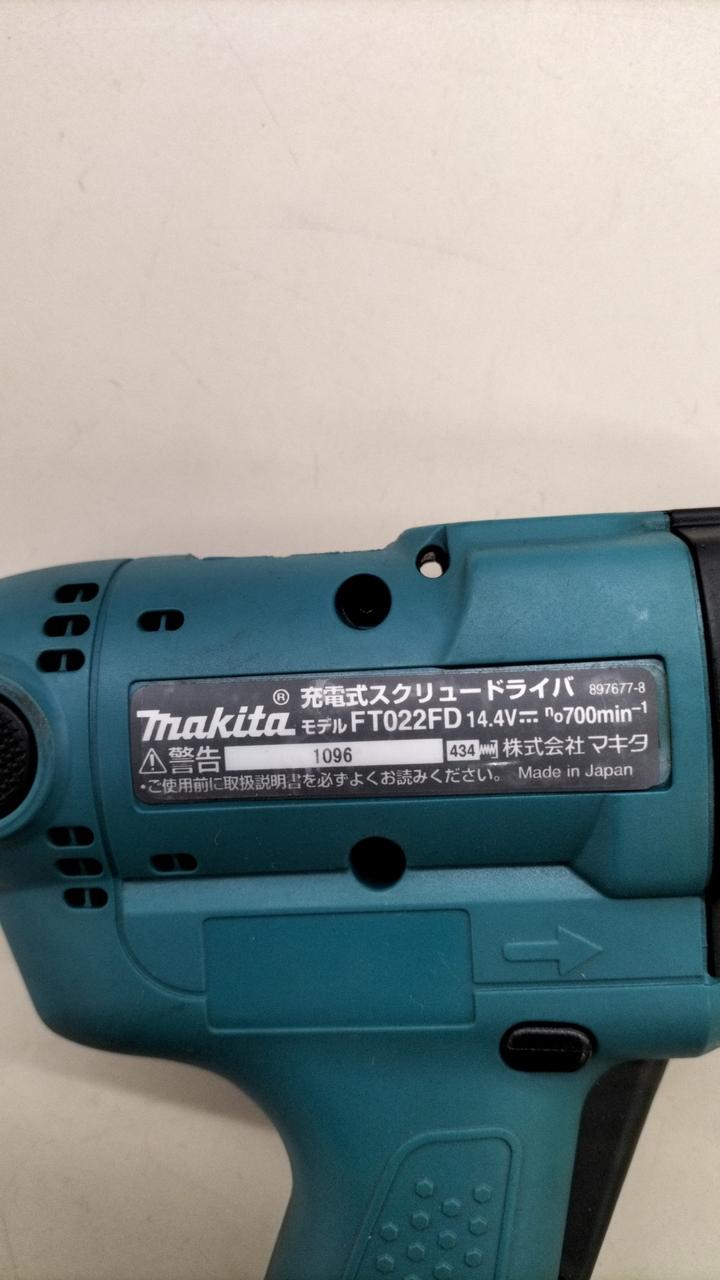 ® 充電式スクリュードライバ 897677-8
makita モデル FT022FD 14.4V⎓ n₀700min⁻¹
⚠警告 1096 434 株式会社 マキタ
・ご使用前に取扱説明書を必ずよくお読みください。 Made in Japan